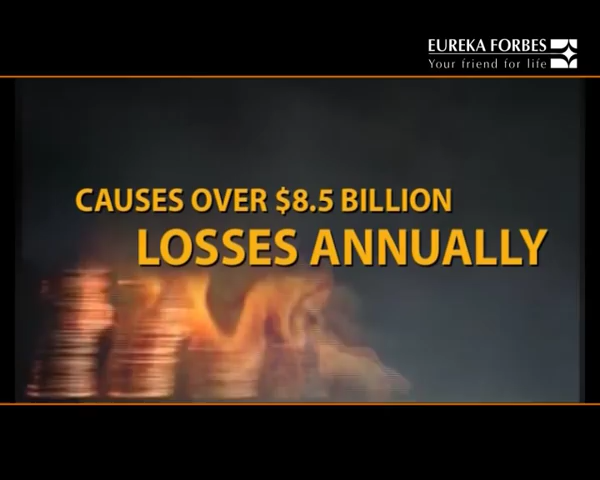 EUREKA FORBES
Your friend for life
CAUSES OVER $8.5 BILLION
LOSSES ANNUALLY